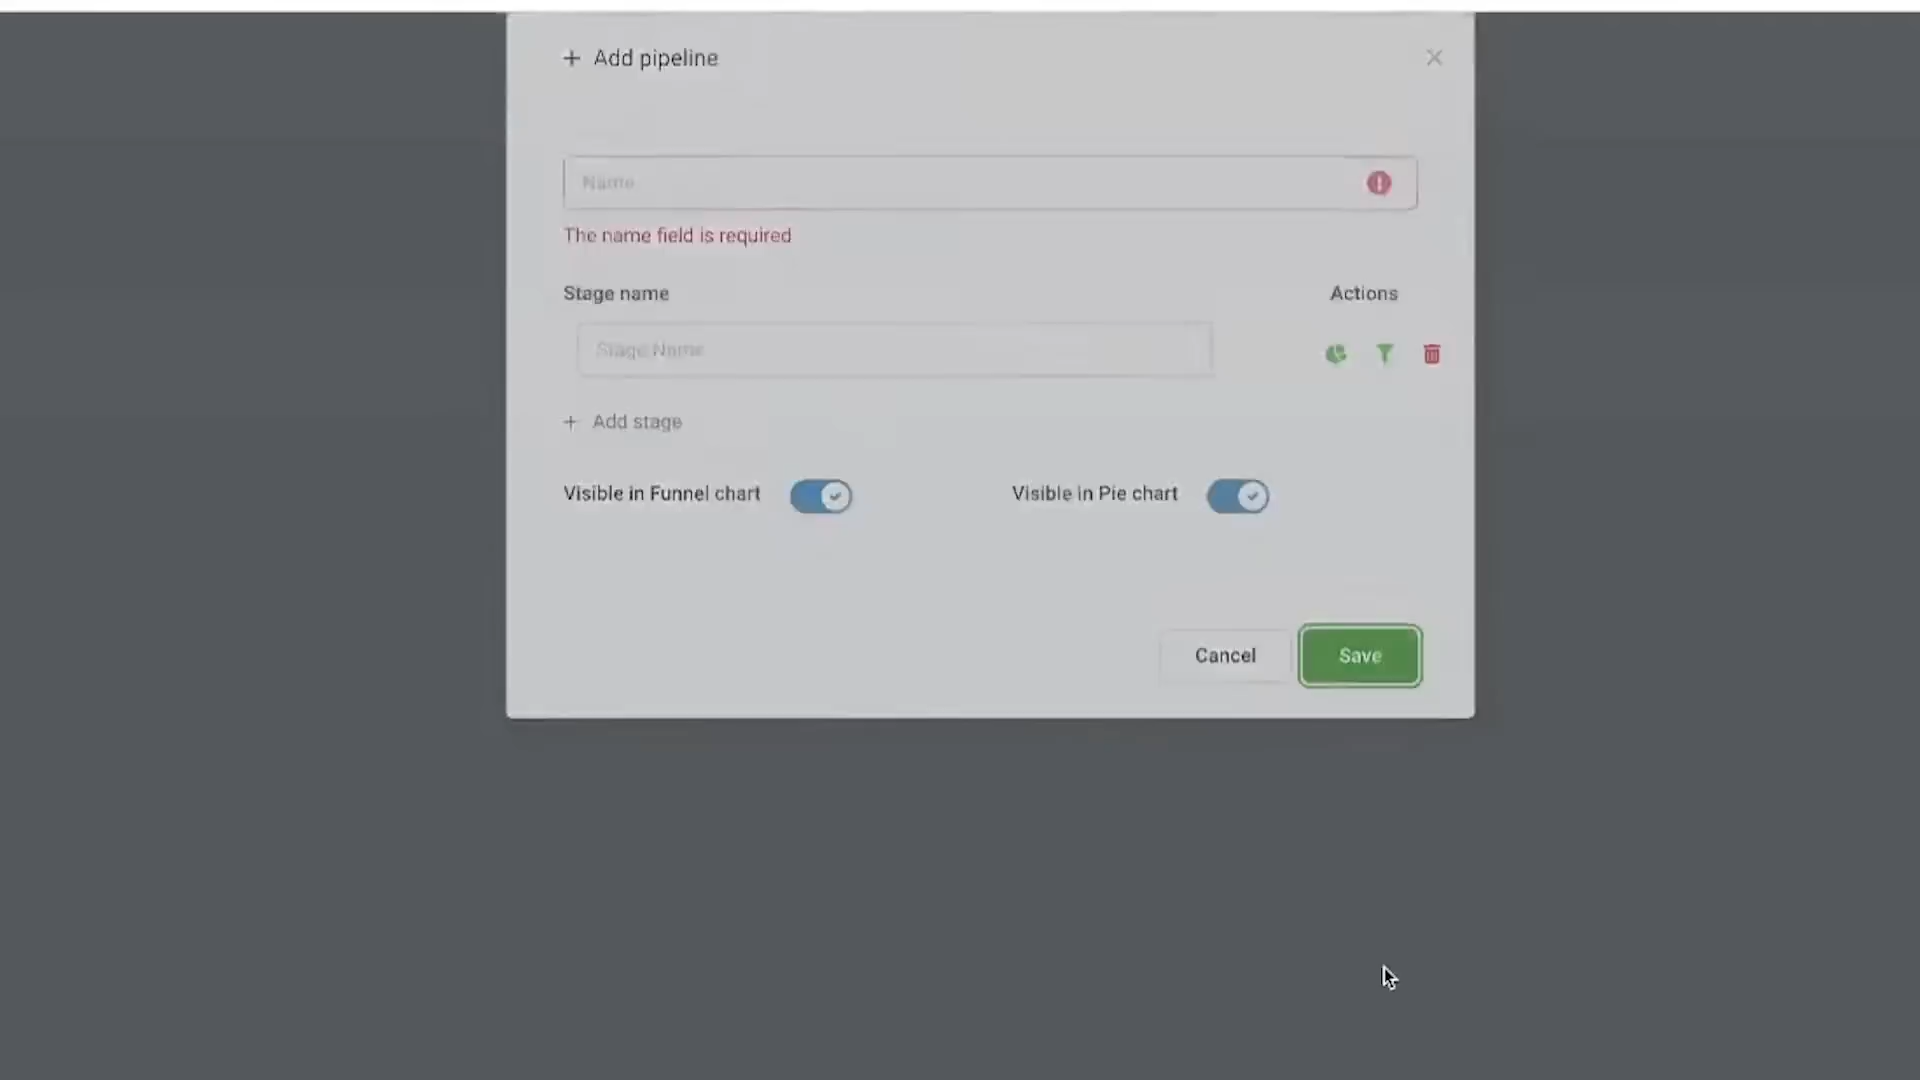 + Add pipeline
Name
The name field is required
Stage name Actions
Stage Name
+ Add stage
Visible in Funnel chart Visible in Pie chart
Cancel Save